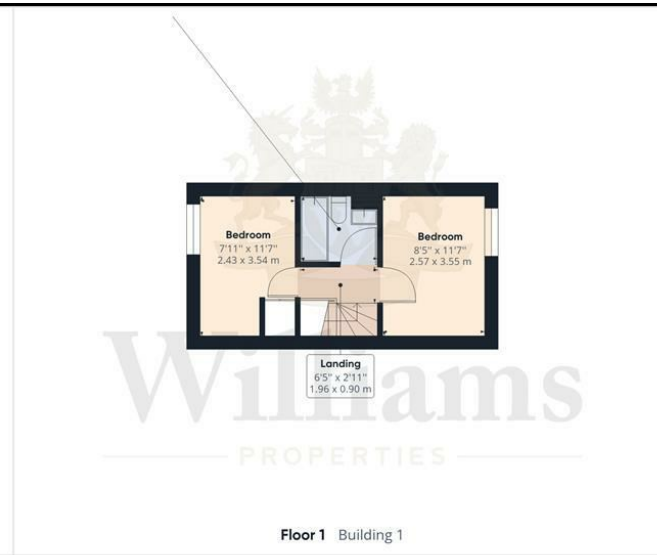 Bedroom
7'11" x 11'7"
2.43 x 3.54 m
Bedroom
8'5" x 11'7"
2.57 x 3.55 m
Landing
6'5" x 2'11"
1.96 x 0.90 m
Williams
PROPERTIES
Floor 1 Building 1